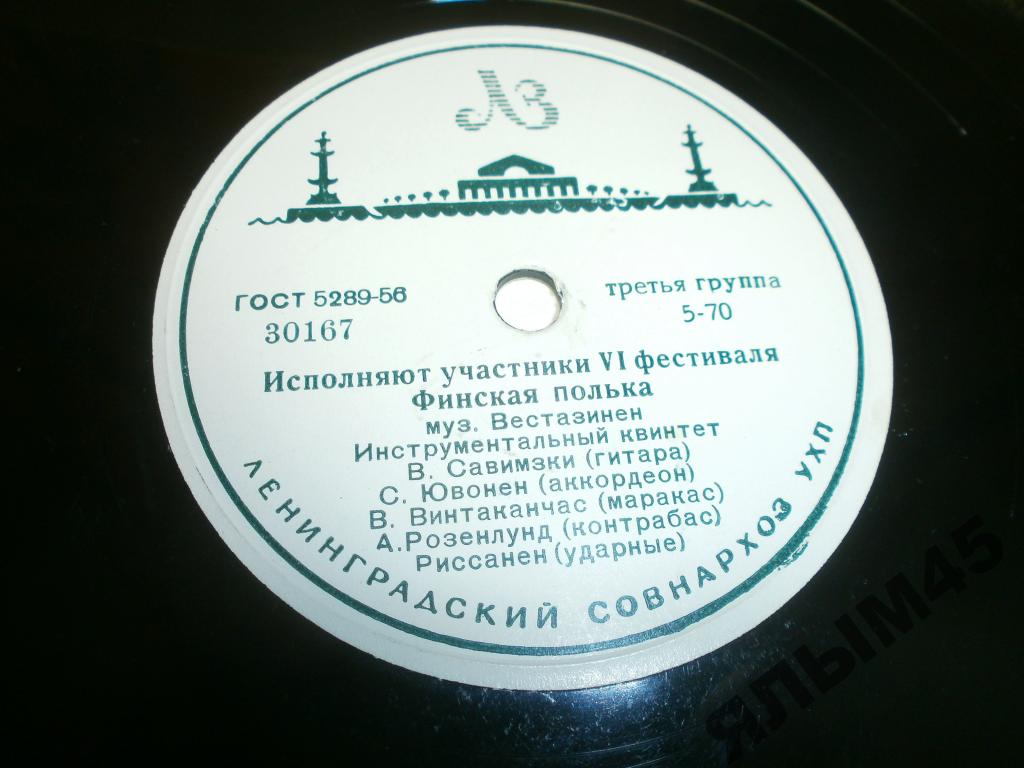 ЛЗ
ГОСТ 5289-56
30167
третья группа
5-70
Исполняют участники VI фестиваля
Финская полька
муз. Вестазинен
Инструментальный квинтет
В. Савимзки (гитара)
С. Ювонен (аккордеон)
В. Винтаканчас (маракас)
А. Розенлунд (контрабас)
Риссанен (ударные)
ЛЕНИНГРАДСКИЙ СОВНАРХОЗ УХП
ЯЛЫМ45